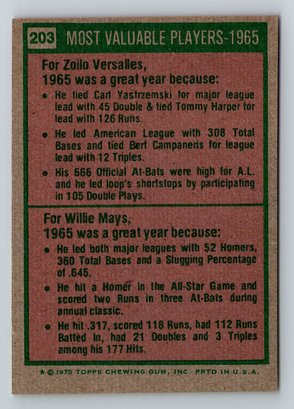 203 MOST VALUABLE PLAYERS-1965
For Zoilo Versalles,
1965 was a great year because:
● He tied Carl Yastrzemski for major league
lead with 45 Double & tied Tommy Harper for
lead with 126 Runs.
● He led American League with 308 Total
Bases and tied Bert Campaneris for league
lead with 12 Triples.
● His 666 Official At-Bats were high for A.L.
and he led loop's shortstops by participating
in 105 Double Plays.
For Willie Mays,
1965 was a great year because:
● He led both major leagues with 52 Homers,
360 Total Bases and a Slugging Percentage
of .645.
● He hit a Homer in the All-Star Game and
scored two Runs in three At-Bats during
annual classic.
● He hit .317, scored 118 Runs, had 112 Runs
Batted In, had 21 Doubles and 3 Triples
among his 177 Hits.
★ © 1975 TOPPS CHEWING GUM, INC. PRTD IN U.S.A.